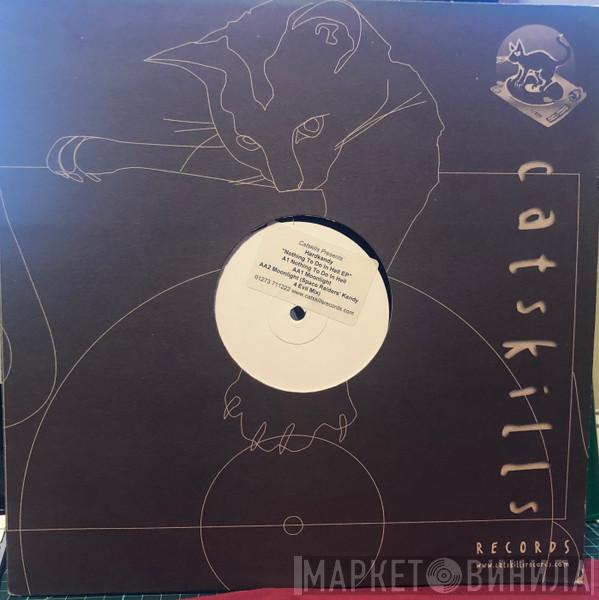 catskills
RECORDS
www.catskillsrecords.com
Catskills Presents
Hardkandy
"Nothing To Do In Hell EP"
A1 Nothing To Do In Hell
AA1 Moonlight
AA2 Moonlight (Space Raiders' Kandy
4 Evil Mix)
01273 711222 www.catskillsrecords.com
МАРКЕТ ВИНИЛА